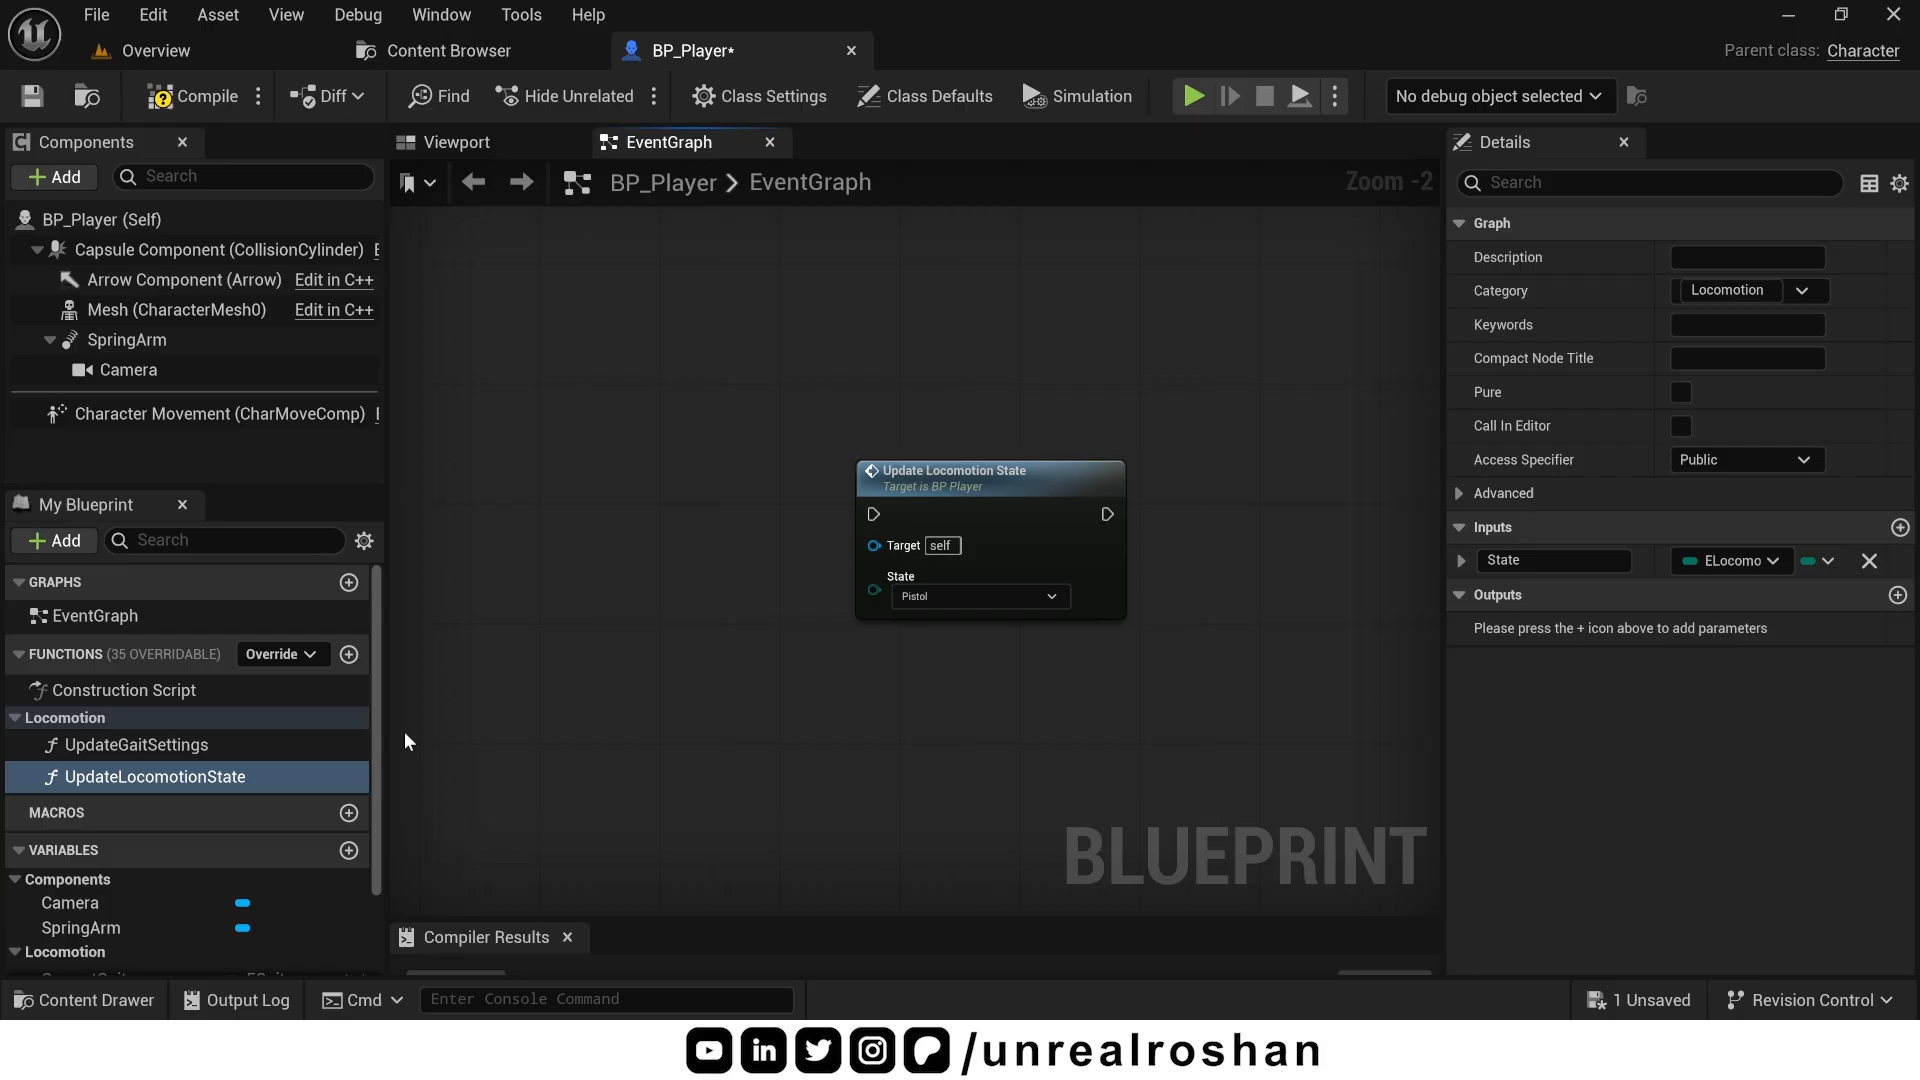 File Edit Asset View Debug Window Tools Help
Overview Content Browser BP_Player* Parent class: Character
Compile Diff Find Hide Unrelated Class Settings Class Defaults Simulation No debug object selected
Components
Add Search
BP_Player (Self)
Capsule Component (CollisionCylinder)
Arrow Component (Arrow) Edit in C++
Mesh (CharacterMesh0) Edit in C++
SpringArm
Camera
Character Movement (CharMoveComp)
My Blueprint
Add Search
GRAPHS
EventGraph
FUNCTIONS (35 OVERRIDABLE) Override
Construction Script
Locomotion
UpdateGaitSettings
UpdateLocomotionState
MACROS
VARIABLES
Components
Camera
SpringArm
Locomotion
Viewport EventGraph
BP_Player > EventGraph Zoom -2
Update Locomotion State
Target is BP Player
Target self
State
Pistol
BLUEPRINT
Compiler Results
Details
Search
Graph
Description
Category Locomotion
Keywords
Compact Node Title
Pure
Call In Editor
Access Specifier Public
Advanced
Inputs
State ELocomo
Outputs
Please press the + icon above to add parameters
Content Drawer Output Log Cmd Enter Console Command 1 Unsaved Revision Control
/unrealroshan